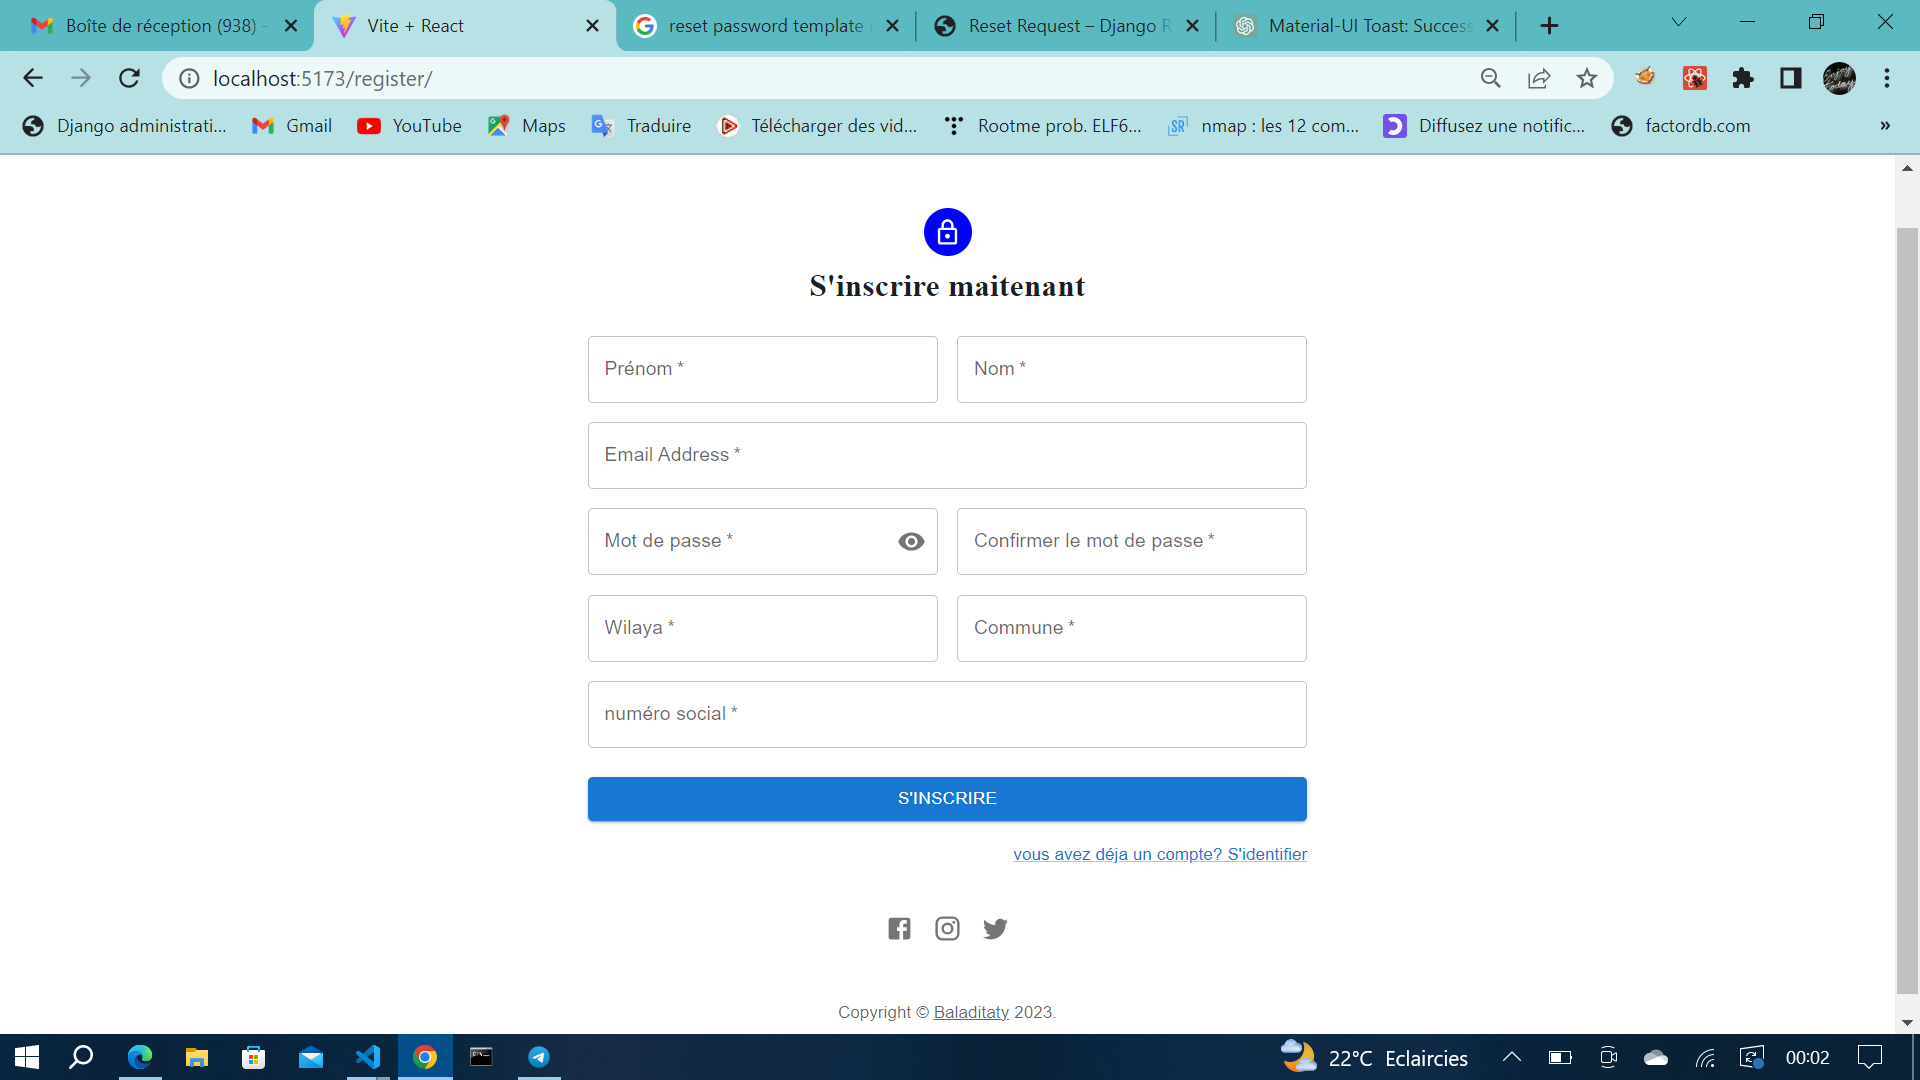 Boîte de réception (938) -
Vite + React
reset password template
Reset Request – Django R
Material-UI Toast: Success
localhost:5173/register/
Django administrati...
Gmail
YouTube
Maps
Traduire
Télécharger des vid...
Rootme prob. ELF6...
nmap : les 12 com...
Diffusez une notific...
factordb.com
»
S'inscrire maitenant
Prénom *
Nom *
Email Address *
Mot de passe *
Confirmer le mot de passe *
Wilaya *
Commune *
numéro social *
S'INSCRIRE
vous avez déja un compte? S'identifier
Copyright © Baladitaty 2023.
22°C Eclaircies
00:02